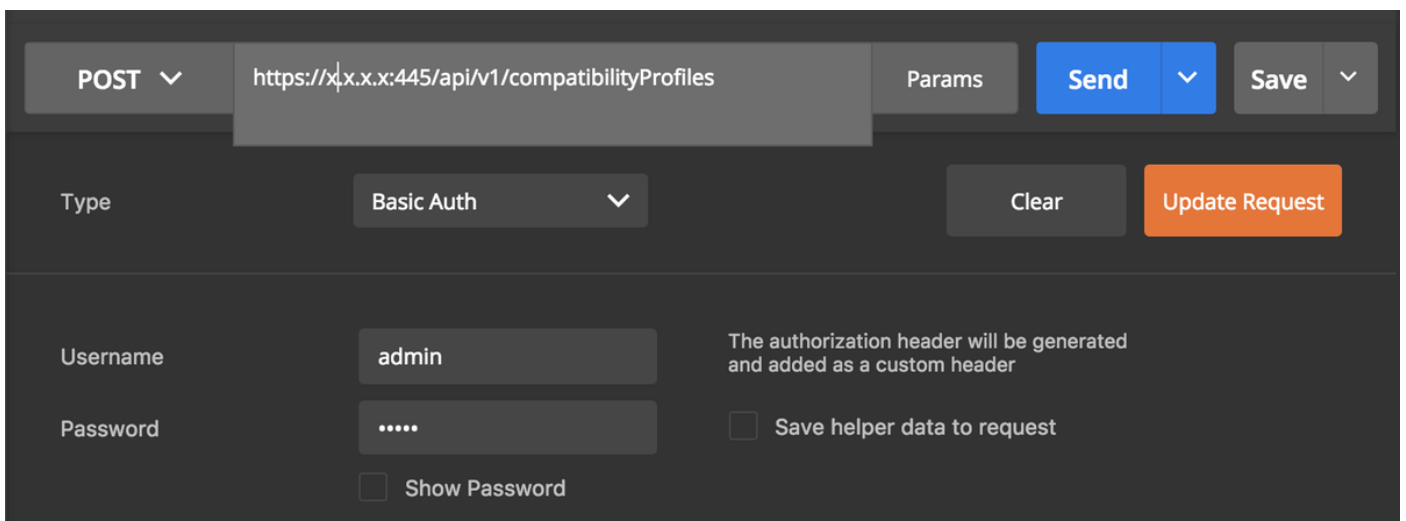 POST
https://x.x.x.x:445/api/v1/compatibilityProfiles
Params
Send
Save
Type
Basic Auth
Clear
Update Request
Username
admin
The authorization header will be generated
and added as a custom header
Password
•••••
Save helper data to request
Show Password